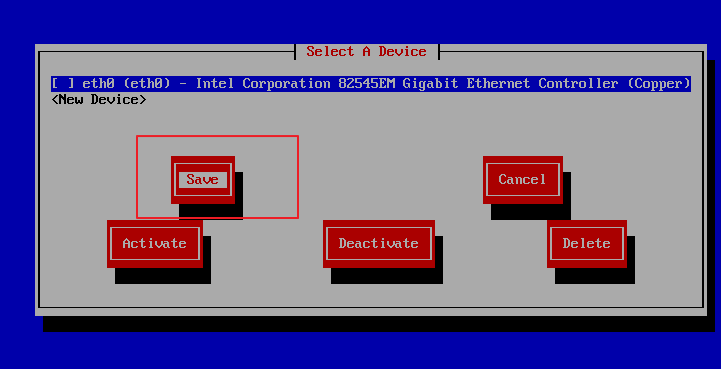 Select A Device
[ ] eth0 (eth0) - Intel Corporation 82545EM Gigabit Ethernet Controller (Copper)
<New Device>
Save
Cancel
Activate
Deactivate
Delete